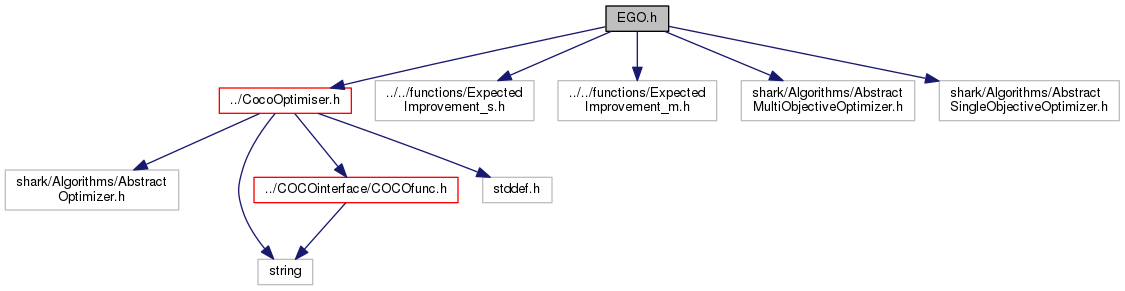 EGO.h
../CocoOptimiser.h
../../functions/Expected
Improvement_s.h
../../functions/Expected
Improvement_m.h
shark/Algorithms/Abstract
MultiObjectiveOptimizer.h
shark/Algorithms/Abstract
SingleObjectiveOptimizer.h
shark/Algorithms/Abstract
Optimizer.h
../COCOinterface/COCOfunc.h
stddef.h
string